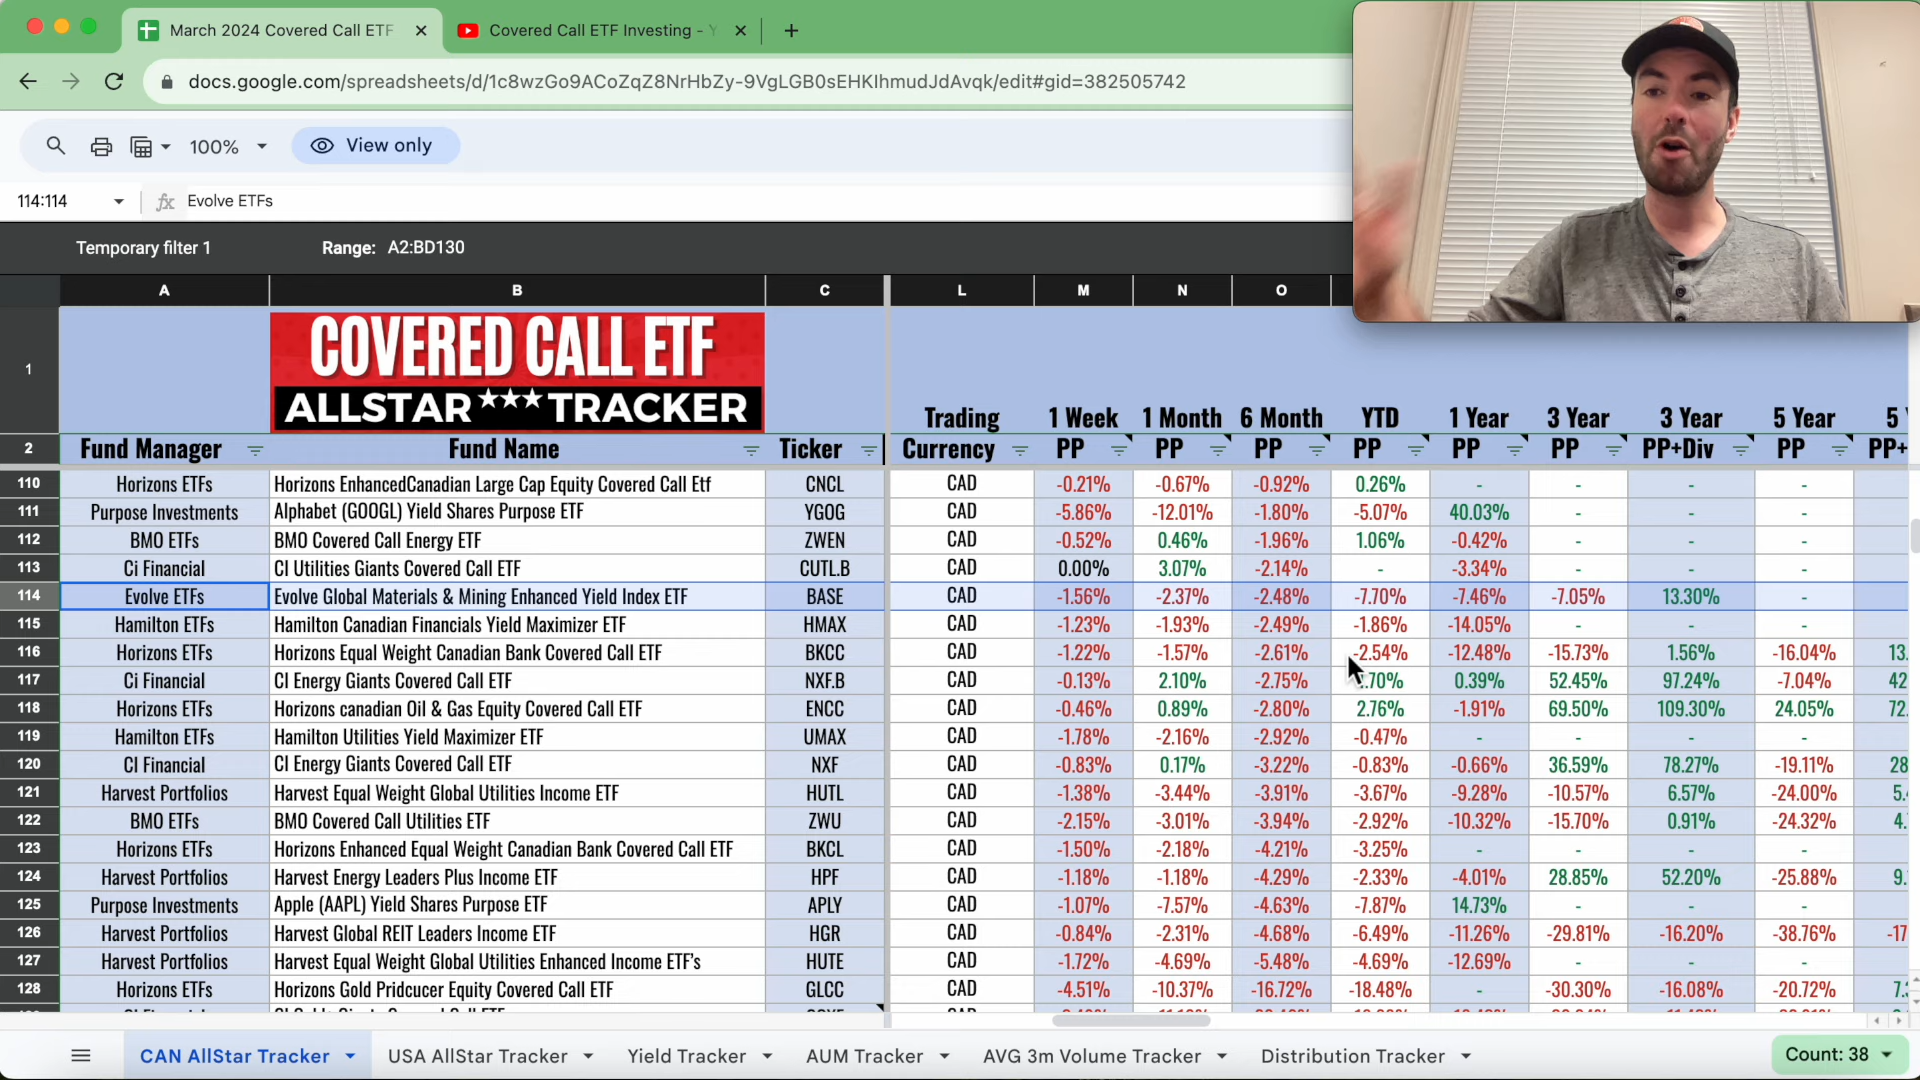 March 2024 Covered Call ETF
Covered Call ETF Investing - Y
docs.google.com/spreadsheets/d/1c8wzGo9ACoZqZ8NrHbZy-9VgLGB0sEHKIhmudJdAvqk/edit#gid=382505742
100% View only
114:114 fx Evolve ETFs
Temporary filter 1 Range: A2:BD130
A B C L M N O
1 COVERED CALL ETF
ALLSTAR ★★★ TRACKER
Trading 1 Week 1 Month 6 Month YTD 1 Year 3 Year 3 Year 5 Year 5
2 Fund Manager Fund Name Ticker Currency PP PP PP PP PP PP PP+Div PP PP+
110 Horizons ETFs Horizons EnhancedCanadian Large Cap Equity Covered Call Etf CNCL CAD -0.21% -0.67% -0.92% 0.26% - - - -
111 Purpose Investments Alphabet (GOOGL) Yield Shares Purpose ETF YGOG CAD -5.86% -12.01% -1.80% -5.07% 40.03% - - -
112 BMO ETFs BMO Covered Call Energy ETF ZWEN CAD -0.52% 0.46% -1.96% 1.06% -0.42% - - -
113 Ci Financial CI Utilities Giants Covered Call ETF CUTL.B CAD 0.00% 3.07% -2.14% - -3.34% - - -
114 Evolve ETFs Evolve Global Materials & Mining Enhanced Yield Index ETF BASE CAD -1.56% -2.37% -2.48% -7.70% -7.46% -7.05% 13.30% -
115 Hamilton ETFs Hamilton Canadian Financials Yield Maximizer ETF HMAX CAD -1.23% -1.93% -2.49% -1.86% -14.05% - - -
116 Horizons ETFs Horizons Equal Weight Canadian Bank Covered Call ETF BKCC CAD -1.22% -1.57% -2.61% -2.54% -12.48% -15.73% 1.56% -16.04% 13.
117 Ci Financial CI Energy Giants Covered Call ETF NXF.B CAD -0.13% 2.10% -2.75% .70% 0.39% 52.45% 97.24% -7.04% 42
118 Horizons ETFs Horizons canadian Oil & Gas Equity Covered Call ETF ENCC CAD -0.46% 0.89% -2.80% 2.76% -1.91% 69.50% 109.30% 24.05% 72.
119 Hamilton ETFs Hamilton Utilities Yield Maximizer ETF UMAX CAD -1.78% -2.16% -2.92% -0.47% - - - -
120 CI Financial CI Energy Giants Covered Call ETF NXF CAD -0.83% 0.17% -3.22% -0.83% -0.66% 36.59% 78.27% -19.11% 28
121 Harvest Portfolios Harvest Equal Weight Global Utilities Income ETF HUTL CAD -1.38% -3.44% -3.91% -3.67% -9.28% -10.57% 6.57% -24.00% 5.
122 BMO ETFs BMO Covered Call Utilities ETF ZWU CAD -2.15% -3.01% -3.94% -2.92% -10.32% -15.70% 0.91% -24.32% 4.
123 Horizons ETFs Horizons Enhanced Equal Weight Canadian Bank Covered Call ETF BKCL CAD -1.50% -2.18% -4.21% -3.25% - - - -
124 Harvest Portfolios Harvest Energy Leaders Plus Income ETF HPF CAD -1.18% -1.18% -4.29% -2.33% -4.01% 28.85% 52.20% -25.88% 9.
125 Purpose Investments Apple (AAPL) Yield Shares Purpose ETF APLY CAD -1.07% -7.57% -4.63% -7.87% 14.73% - - -
126 Harvest Portfolios Harvest Global REIT Leaders Income ETF HGR CAD -0.84% -2.31% -4.68% -6.49% -11.26% -29.81% -16.20% -38.76% -17
127 Harvest Portfolios Harvest Equal Weight Global Utilities Enhanced Income ETF's HUTE CAD -1.72% -4.69% -5.48% -4.69% -12.69% - - -
128 Horizons ETFs Horizons Gold Pridcucer Equity Covered Call ETF GLCC CAD -4.51% -10.37% -16.72% -18.48% - -30.30% -16.08% -20.72% 7.
CAN AllStar Tracker USA AllStar Tracker Yield Tracker AUM Tracker AVG 3m Volume Tracker Distribution Tracker Count: 38